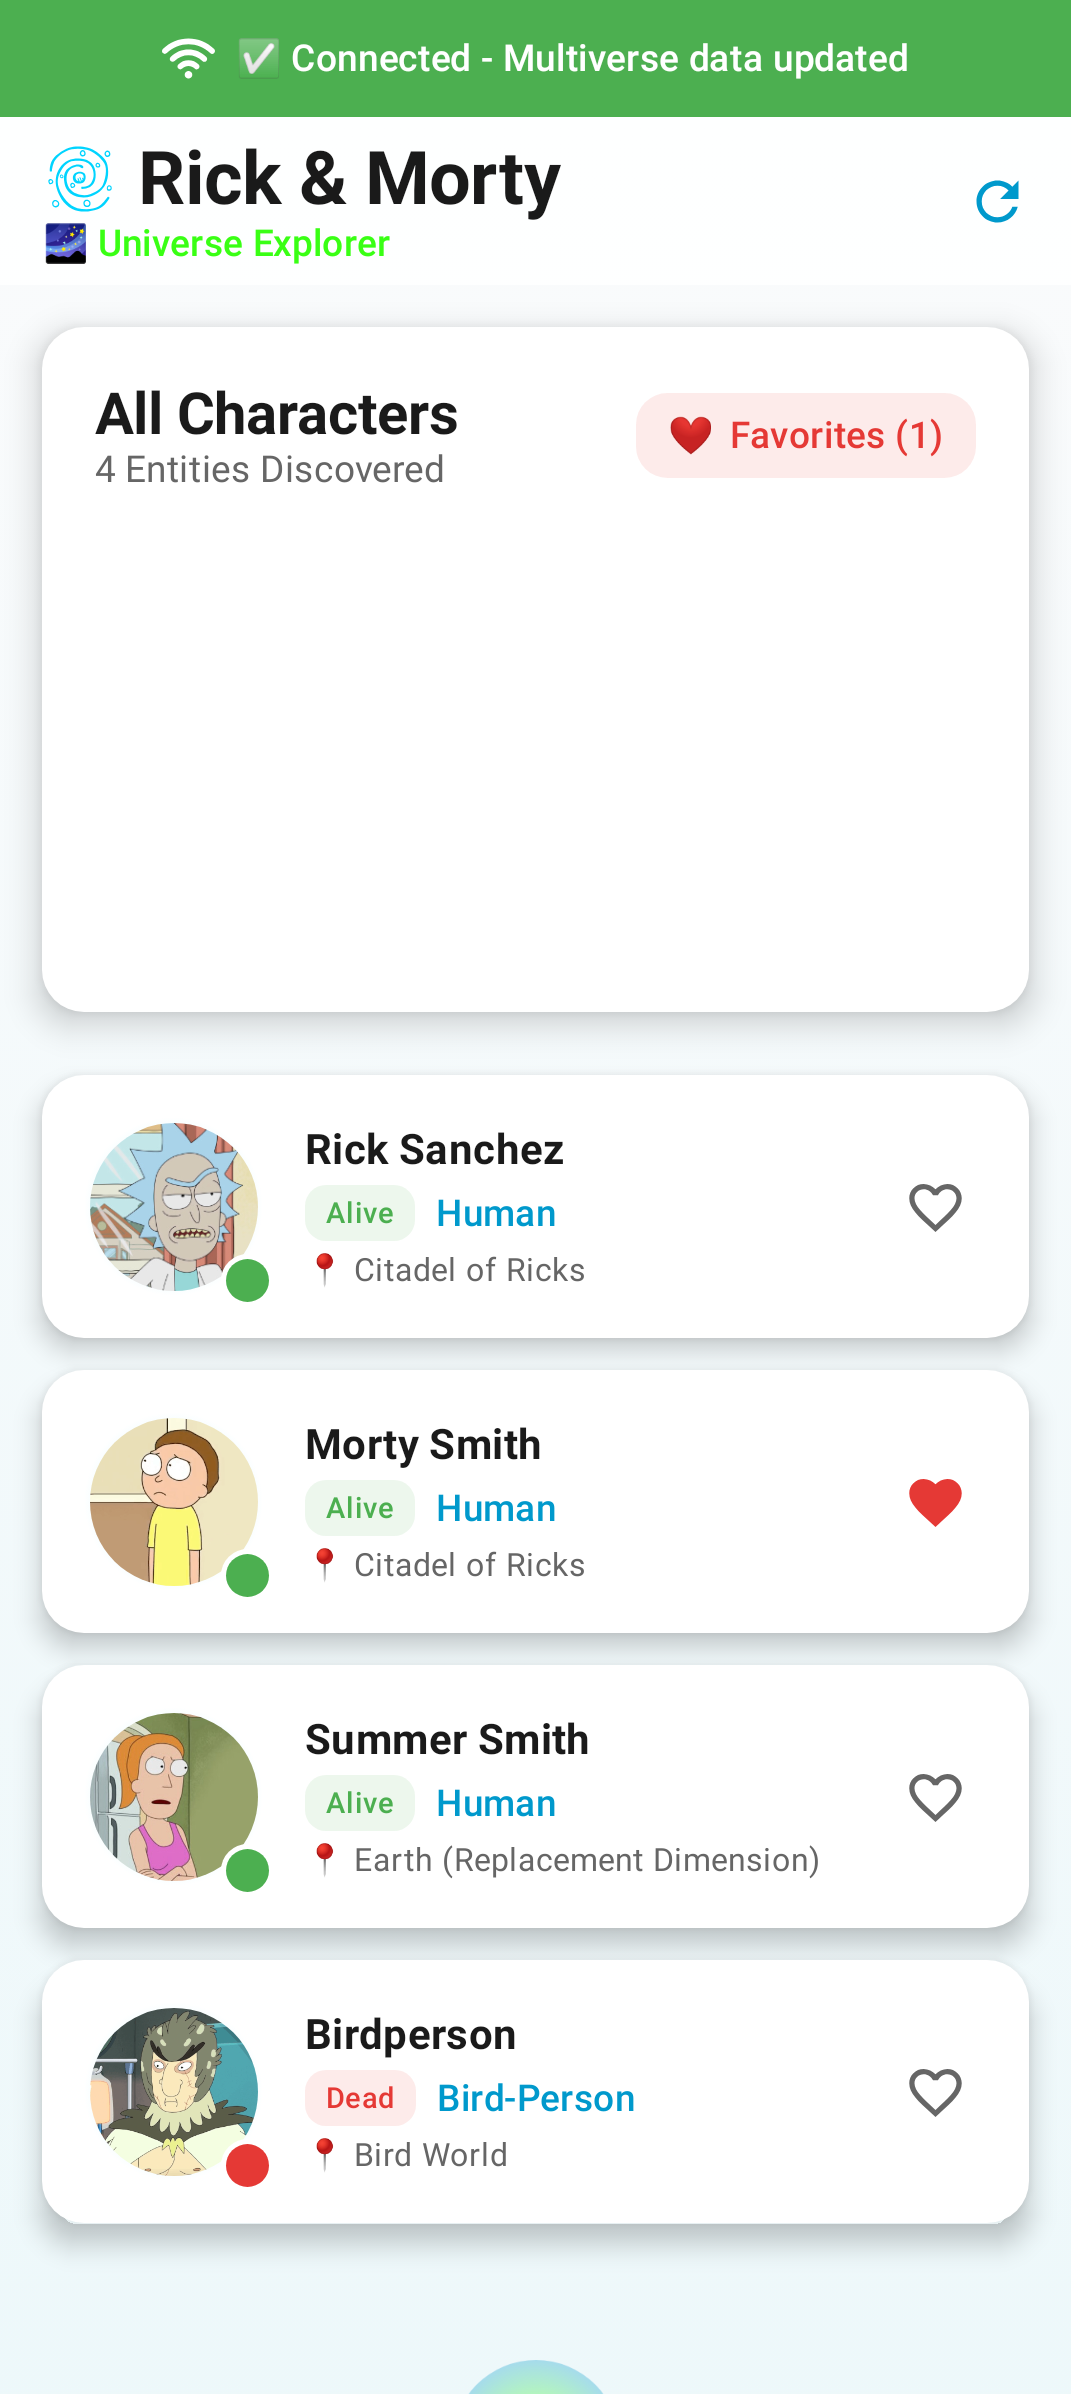 ✅ Connected - Multiverse data updated
Rick & Morty
🌌 Universe Explorer
All Characters
4 Entities Discovered
❤️ Favorites (1)
Rick Sanchez
Alive Human
📍 Citadel of Ricks
Morty Smith
Alive Human
📍 Citadel of Ricks
Summer Smith
Alive Human
📍 Earth (Replacement Dimension)
Birdperson
Dead Bird-Person
📍 Bird World